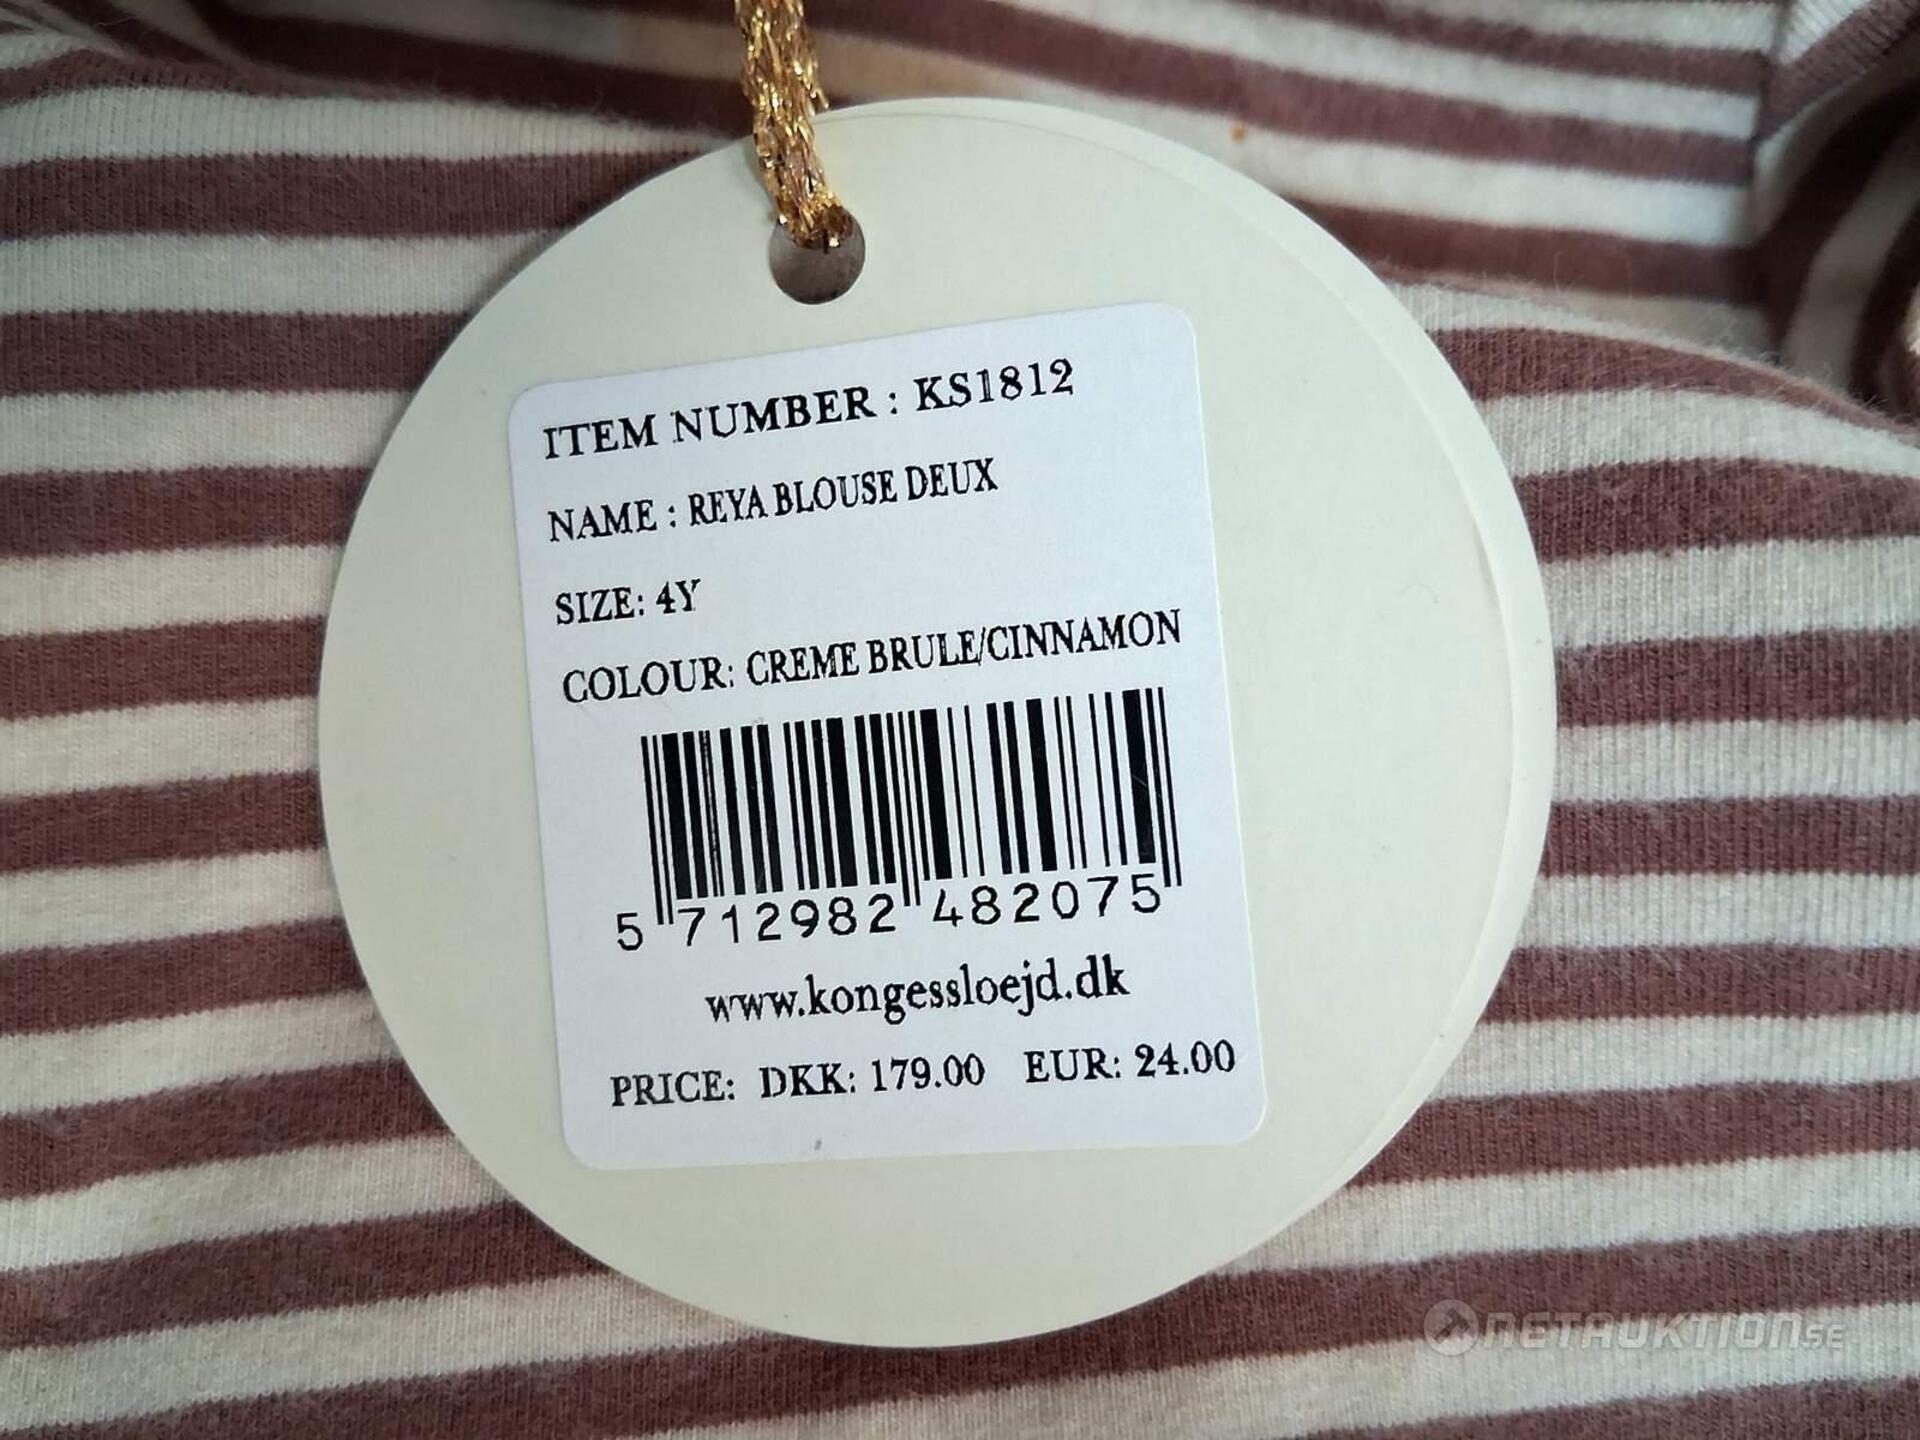 ITEM NUMBER : KS1812
NAME : REYA BLOUSE DEUX
SIZE: 4Y
COLOUR: CREME BRULE/CINNAMON
5 712982 482075
www.kongessloejd.dk
PRICE: DKK: 179.00 EUR: 24.00
NETAUKTION.SE